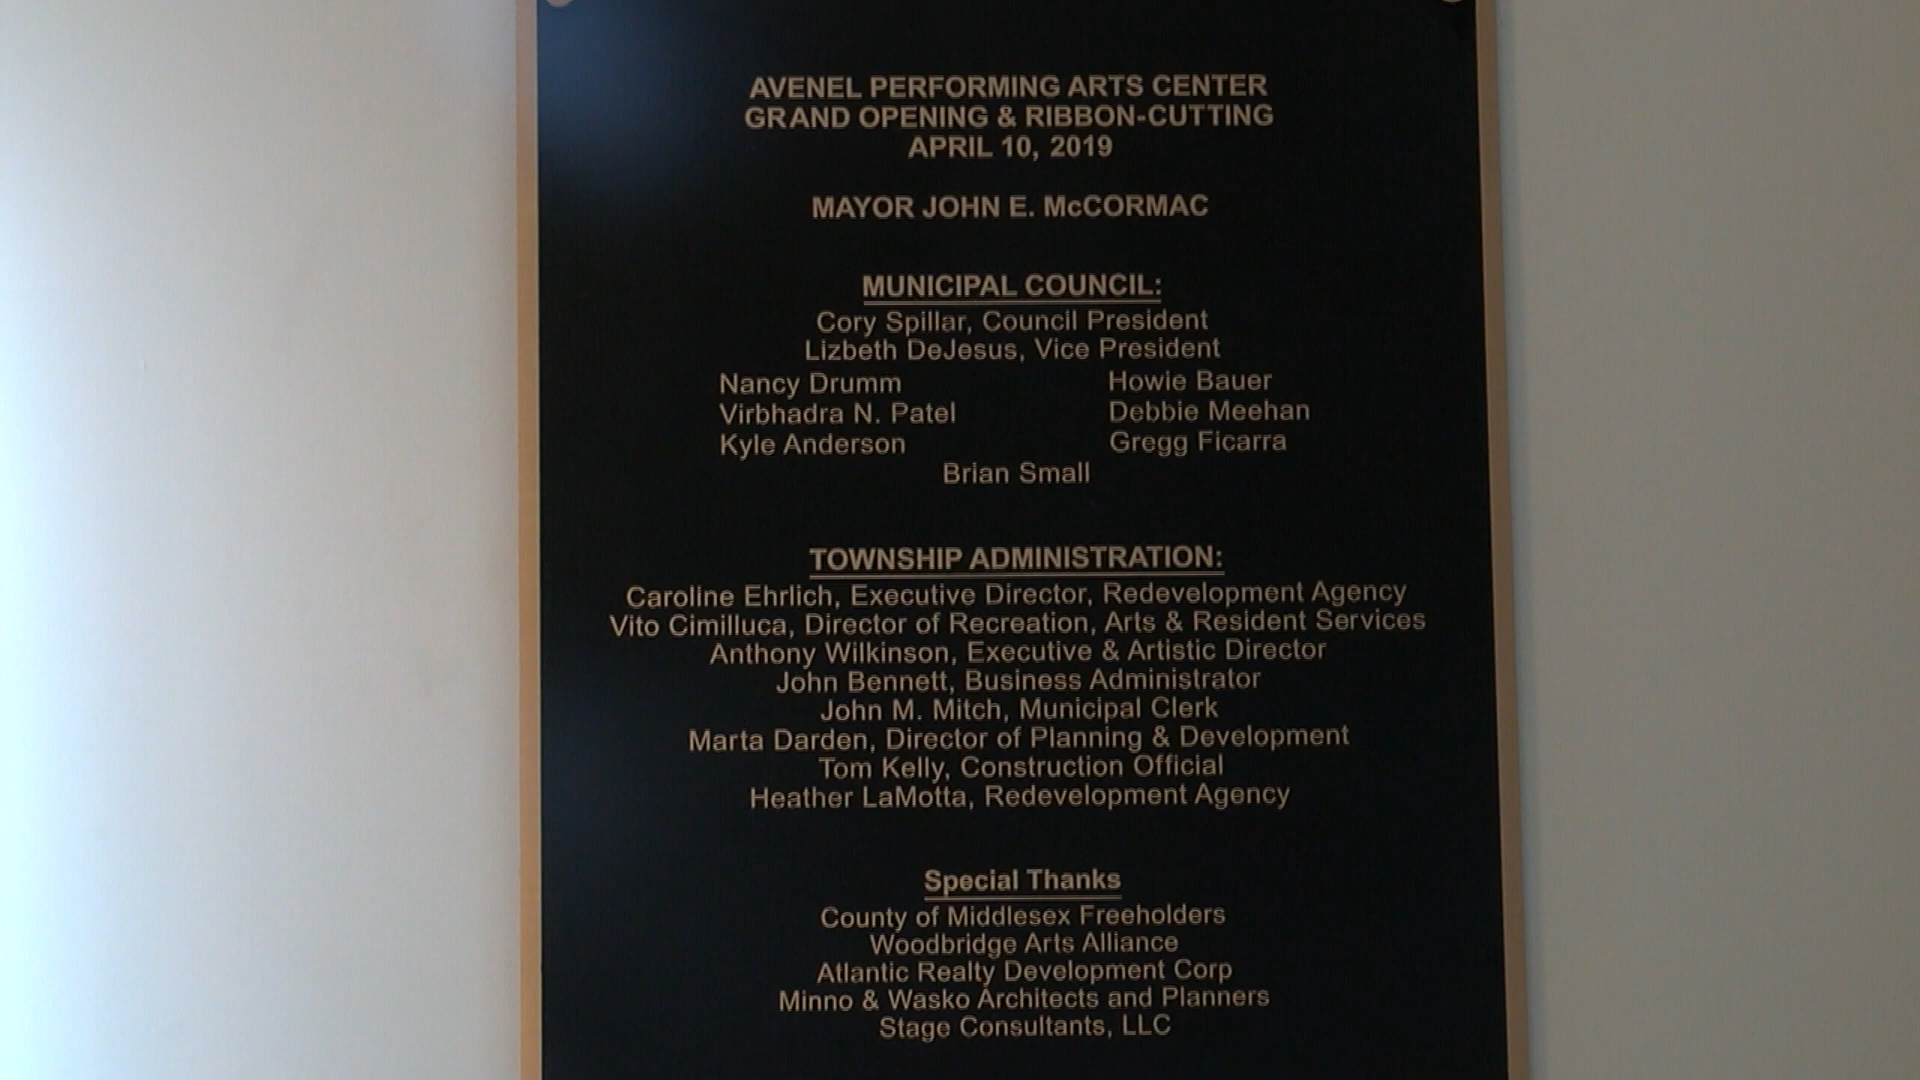 AVENEL PERFORMING ARTS CENTER
GRAND OPENING & RIBBON-CUTTING
APRIL 10, 2019
MAYOR JOHN E. McCORMAC
MUNICIPAL COUNCIL:
Cory Spillar, Council President
Lizbeth DeJesus, Vice President
Nancy Drumm Howie Bauer
Virbhadra N. Patel Debbie Meehan
Kyle Anderson Gregg Ficarra
Brian Small
TOWNSHIP ADMINISTRATION:
Caroline Ehrlich, Executive Director, Redevelopment Agency
Vito Cimilluca, Director of Recreation, Arts & Resident Services
Anthony Wilkinson, Executive & Artistic Director
John Bennett, Business Administrator
John M. Mitch, Municipal Clerk
Marta Darden, Director of Planning & Development
Tom Kelly, Construction Official
Heather LaMotta, Redevelopment Agency
Special Thanks
County of Middlesex Freeholders
Woodbridge Arts Alliance
Atlantic Realty Development Corp
Minno & Wasko Architects and Planners
Stage Consultants, LLC